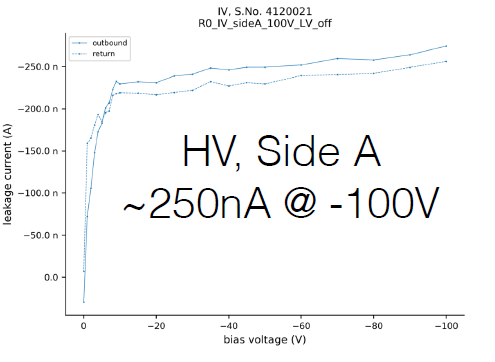 IV, S.No. 4120021
R0_IV_sideA_100V_LV_off
outbound
return
leakage current (A)
−250.0 n
−200.0 n
−150.0 n
−100.0 n
−50.0 n
0.0
HV, Side A
~250nA @ -100V
0 −20 −40 −60 −80 −100
bias voltage (V)